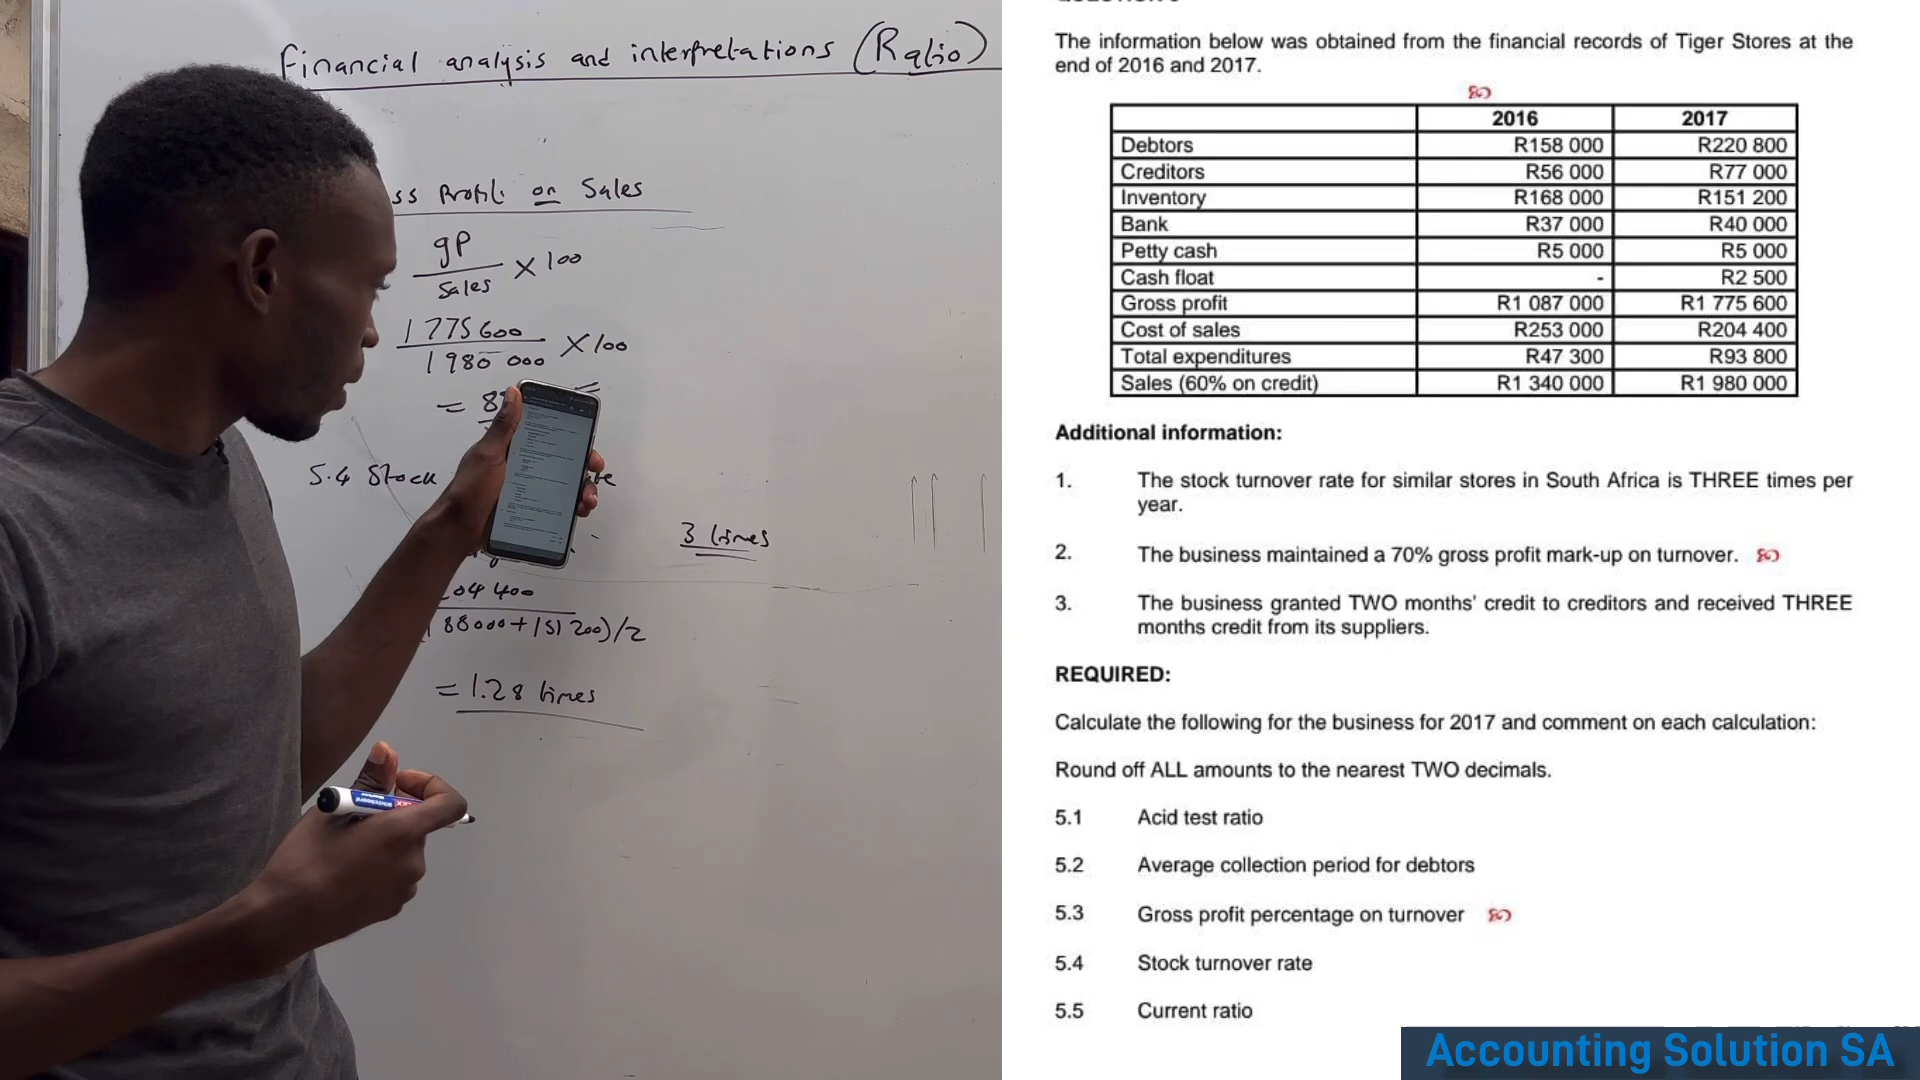 Financial analysis and interpretations (Ratio)
ss Profit on Sales
gP
Sales
X 100
1 775 600
1 980 000
X 100
= 8
5.4 Stock
3 times
04 400
88000 + 151 200)/2
= 1.28 times
The information below was obtained from the financial records of Tiger Stores at the
end of 2016 and 2017.
2016 2017
Debtors R158 000 R220 800
Creditors R56 000 R77 000
Inventory R168 000 R151 200
Bank R37 000 R40 000
Petty cash R5 000 R5 000
Cash float - R2 500
Gross profit R1 087 000 R1 775 600
Cost of sales R253 000 R204 400
Total expenditures R47 300 R93 800
Sales (60% on credit) R1 340 000 R1 980 000
Additional information:
1. The stock turnover rate for similar stores in South Africa is THREE times per
year.
2. The business maintained a 70% gross profit mark-up on turnover.
3. The business granted TWO months' credit to creditors and received THREE
months credit from its suppliers.
REQUIRED:
Calculate the following for the business for 2017 and comment on each calculation:
Round off ALL amounts to the nearest TWO decimals.
5.1 Acid test ratio
5.2 Average collection period for debtors
5.3 Gross profit percentage on turnover
5.4 Stock turnover rate
5.5 Current ratio
Accounting Solution SA